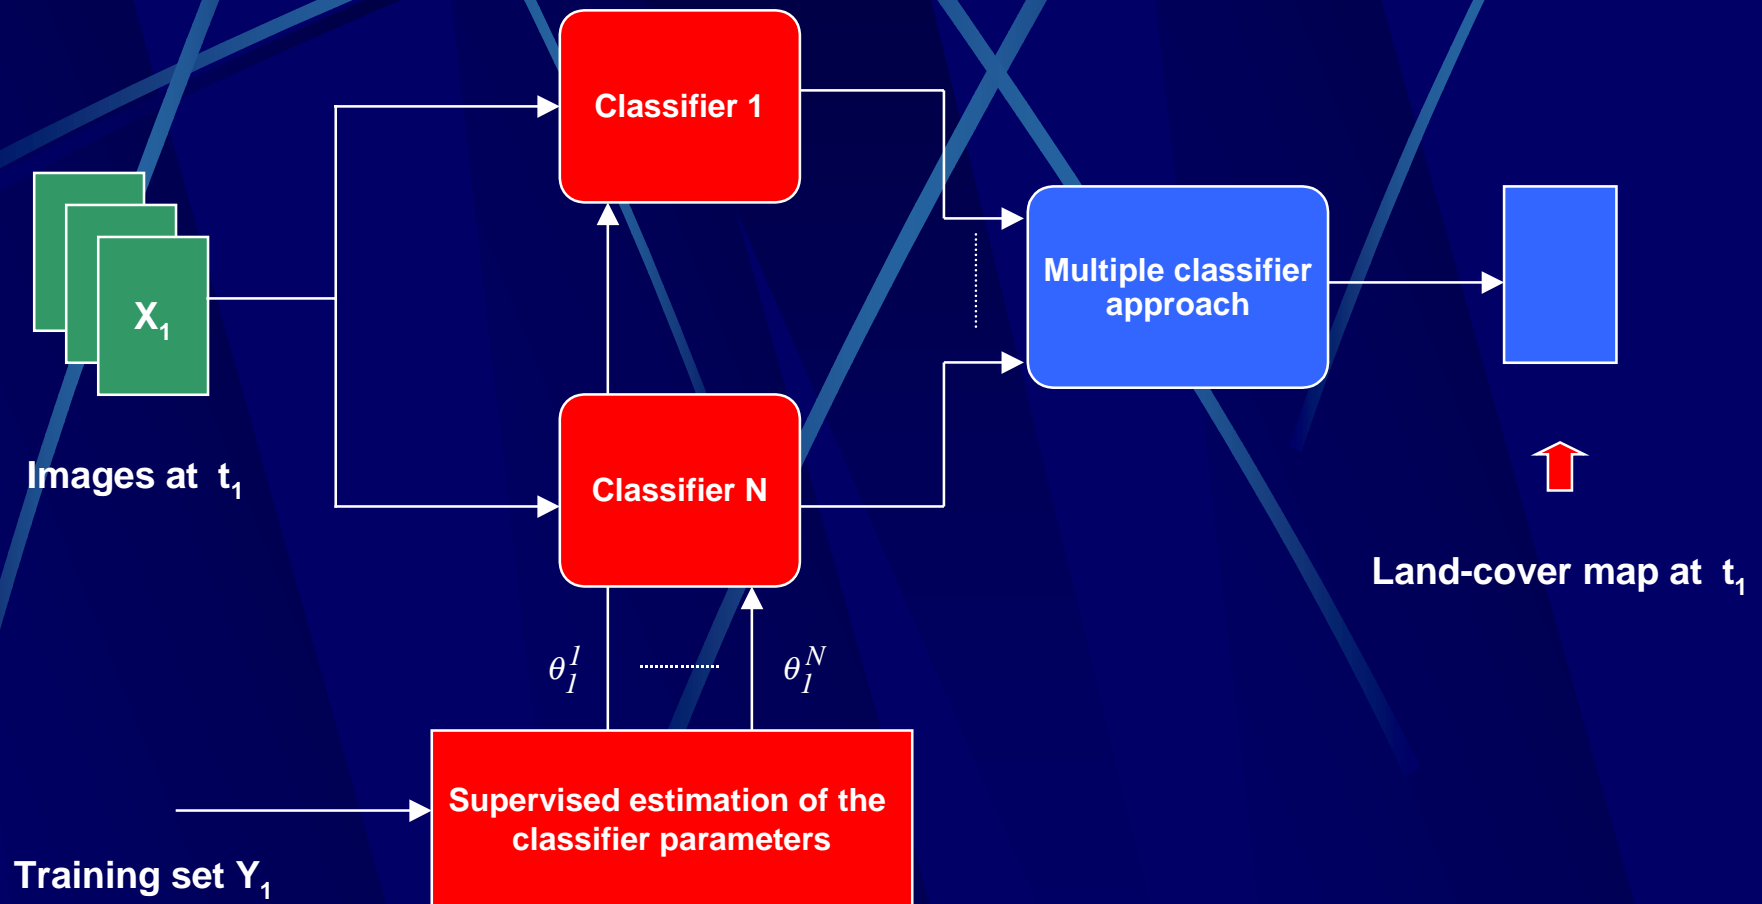 Classifier 1
X₁
Multiple classifier
approach
Images at t₁
Classifier N
Land-cover map at t₁
θ₁¹ ........... θ₁ᴺ
Supervised estimation of the
classifier parameters
Training set Y₁